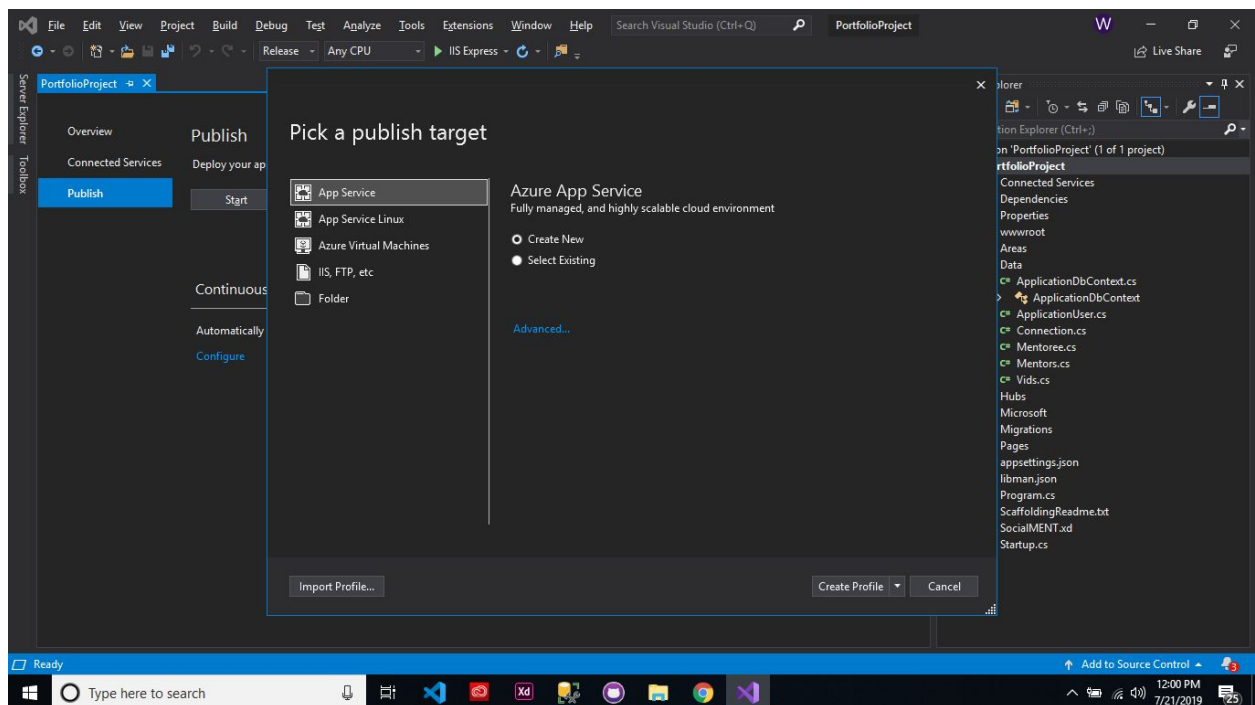 File Edit View Project Build Debug Test Analyze Tools Extensions Window Help Search Visual Studio (Ctrl+Q) PortfolioProject W
Release Any CPU IIS Express Live Share
Server Explorer
Toolbox
PortfolioProject
Overview
Connected Services
Publish
Publish
Deploy your ap
Start
Continuous
Automatically
Configure
Pick a publish target
App Service
App Service Linux
Azure Virtual Machines
IIS, FTP, etc
Folder
Azure App Service
Fully managed, and highly scalable cloud environment
Create New
Select Existing
Advanced...
Import Profile...
Create Profile
Cancel
plorer
tion Explorer (Ctrl+;)
on 'PortfolioProject' (1 of 1 project)
rtfolioProject
Connected Services
Dependencies
Properties
wwwroot
Areas
Data
C# ApplicationDbContext.cs
ApplicationDbContext
C# ApplicationUser.cs
C# Connection.cs
C# Mentoree.cs
C# Mentors.cs
C# Vids.cs
Hubs
Microsoft
Migrations
Pages
appsettings.json
libman.json
Program.cs
ScaffoldingReadme.txt
SocialMENT.xd
Startup.cs
Ready Add to Source Control 3
Type here to search Xd 12:00 PM
7/21/2019 25